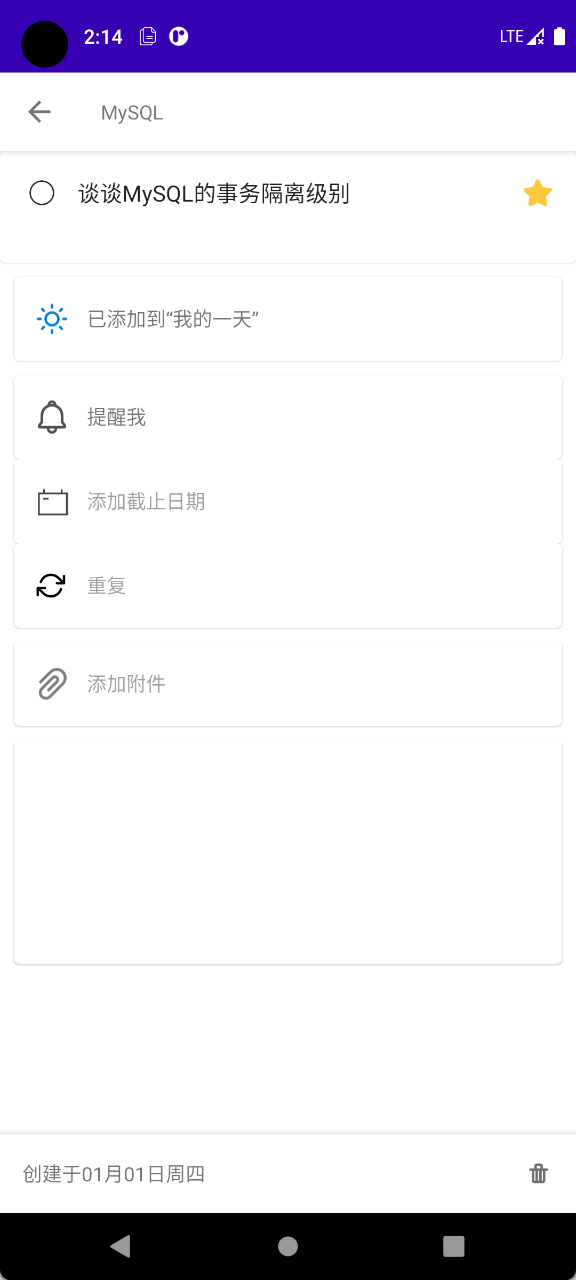 2:14 LTE
MySQL
谈谈MySQL的事务隔离级别
已添加到“我的一天”
提醒我
添加截止日期
重复
添加附件
创建于01月01日周四